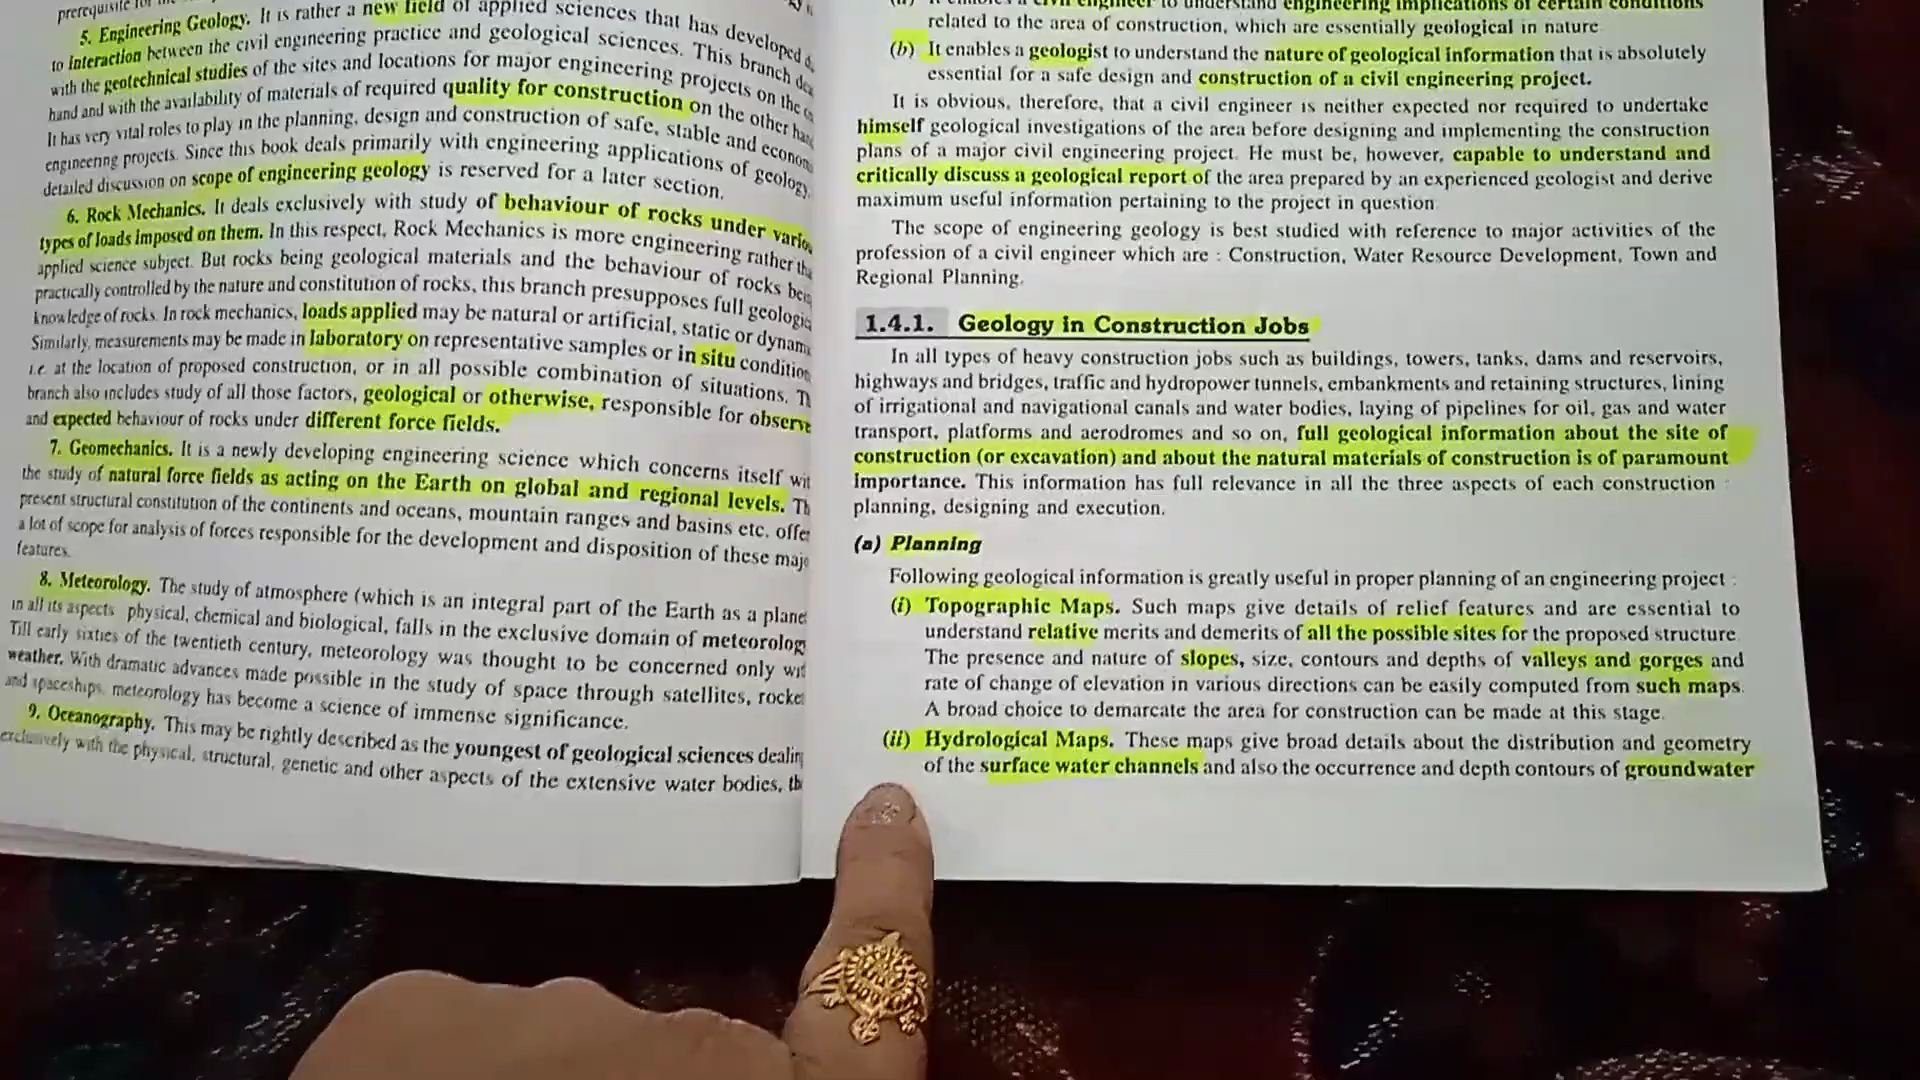 prerequisite for the
5. Engineering Geology. It is rather a new field of applied sciences that has developed
to interaction between the civil engineering practice and geological sciences. This branch
with the geotechnical studies of the sites and locations for major engineering projects on the
hand and with the availability of materials of required quality for construction on the other
It has very vital roles to play in the planning, design and construction of safe, stable and
engineering projects. Since this book deals primarily with engineering applications of geology,
detailed discussion on scope of engineering geology is reserved for a later section.
6. Rock Mechanics. It deals exclusively with study of behaviour of rocks under
types of loads imposed on them. In this respect, Rock Mechanics is more engineering rather
applied science subject. But rocks being geological materials and the behaviour of rocks
practically controlled by the nature and constitution of rocks, this branch presupposes full
knowledge of rocks. In rock mechanics, loads applied may be natural or artificial, static or
Similarly, measurements may be made in laboratory on representative samples or in situ
i.e. at the location of proposed construction, or in all possible combination of situations.
branch also includes study of all those factors, geological or otherwise, responsible for
and expected behaviour of rocks under different force fields.
7. Geomechanics. It is a newly developing engineering science which concerns itself
the study of natural force fields as acting on the Earth on global and regional levels.
present structural constitution of the continents and oceans, mountain ranges and basins etc. offer
a lot of scope for analysis of forces responsible for the development and disposition of these
features.
8. Meteorology. The study of atmosphere (which is an integral part of the Earth as a
in all its aspects physical, chemical and biological, falls in the exclusive domain of
Till early sixties of the twentieth century, meteorology was thought to be concerned only
weather. With dramatic advances made possible in the study of space through satellites,
and spaceships, meteorology has become a science of immense significance.
9. Oceanography. This may be rightly described as the youngest of geological sciences
exclusively with the physical, structural, genetic and other aspects of the extensive water bodies,
civil engineer to understand engineering implications of certain conditions
related to the area of construction, which are essentially geological in nature
(b) It enables a geologist to understand the nature of geological information that is absolutely
essential for a safe design and construction of a civil engineering project.
It is obvious, therefore, that a civil engineer is neither expected nor required to undertake
himself geological investigations of the area before designing and implementing the construction
plans of a major civil engineering project. He must be, however, capable to understand and
critically discuss a geological report of the area prepared by an experienced geologist and derive
maximum useful information pertaining to the project in question
The scope of engineering geology is best studied with reference to major activities of the
profession of a civil engineer which are : Construction, Water Resource Development, Town and
Regional Planning.
1.4.1. Geology in Construction Jobs
In all types of heavy construction jobs such as buildings, towers, tanks, dams and reservoirs,
highways and bridges, traffic and hydropower tunnels, embankments and retaining structures, lining
of irrigational and navigational canals and water bodies, laying of pipelines for oil, gas and water
transport, platforms and aerodromes and so on, full geological information about the site of
construction (or excavation) and about the natural materials of construction is of paramount
importance. This information has full relevance in all the three aspects of each construction :
planning, designing and execution.
(a) Planning
Following geological information is greatly useful in proper planning of an engineering project :
(i) Topographic Maps. Such maps give details of relief features and are essential to
understand relative merits and demerits of all the possible sites for the proposed structure
The presence and nature of slopes, size, contours and depths of valleys and gorges and
rate of change of elevation in various directions can be easily computed from such maps.
A broad choice to demarcate the area for construction can be made at this stage.
(ii) Hydrological Maps. These maps give broad details about the distribution and geometry
of the surface water channels and also the occurrence and depth contours of groundwater